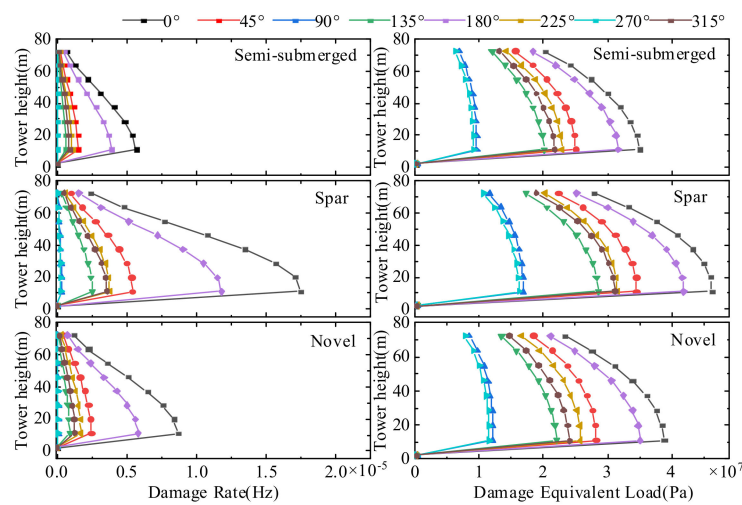 0° 45° 90° 135° 180° 225° 270° 315°
80
60
40
20
0
Tower height(m)
Semi-submerged
80
60
40
20
0
Tower height(m)
Semi-submerged
80
60
40
20
0
Tower height(m)
Spar
80
60
40
20
0
Tower height(m)
Spar
80
60
40
20
0
Tower height(m)
Novel
80
60
40
20
0
Tower height(m)
Novel
0.0 0.5 1.0 1.5 2.0×10⁻⁵
Damage Rate(Hz)
0 1 2 3 4 ×10⁷
Damage Equivalent Load(Pa)